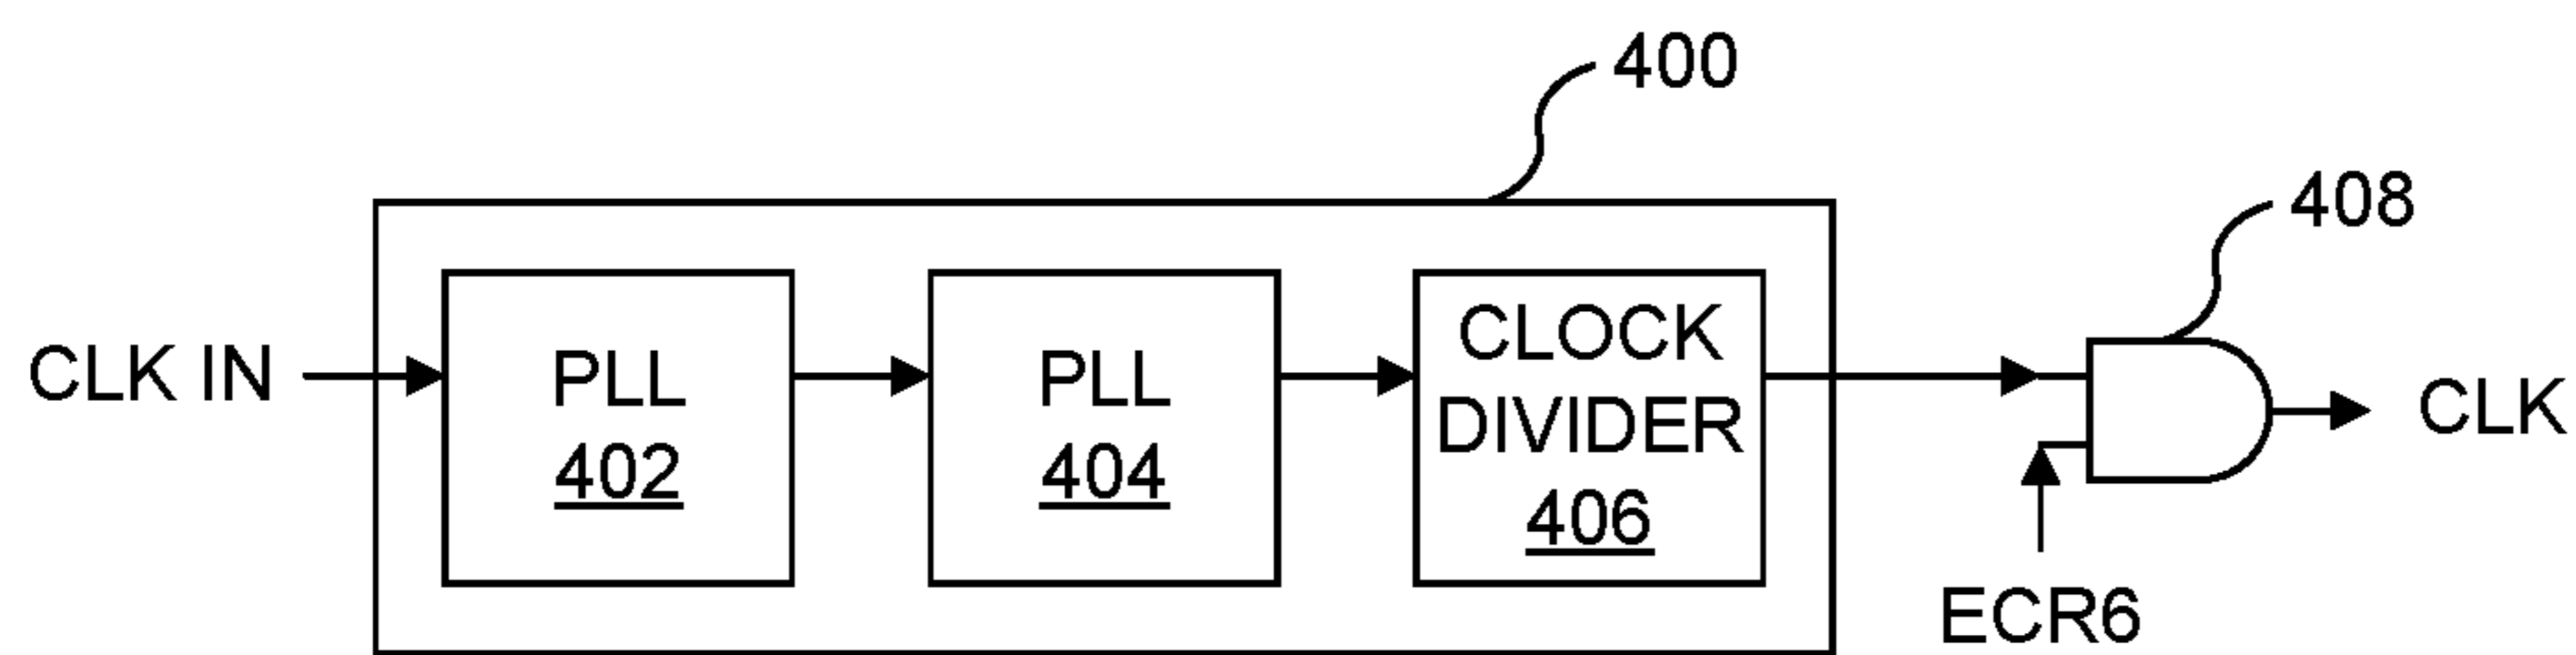 400
408
CLK IN
PLL
402
PLL
404
CLOCK
DIVIDER
406
CLK
ECR6